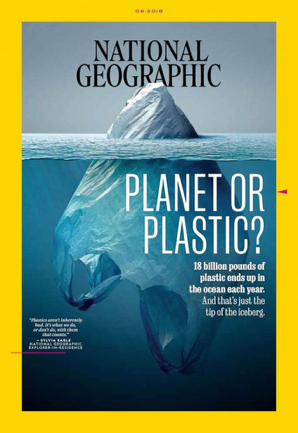 06.2018
NATIONAL
GEOGRAPHIC
PLANET OR
PLASTIC?
18 billion pounds of
plastic ends up in
the ocean each year.
And that's just the
tip of the iceberg.
"Plastics aren't inherently
bad. It's what we do,
or don't do, with them
that counts."
— SYLVIA EARLE
NATIONAL GEOGRAPHIC
EXPLORER-IN-RESIDENCE